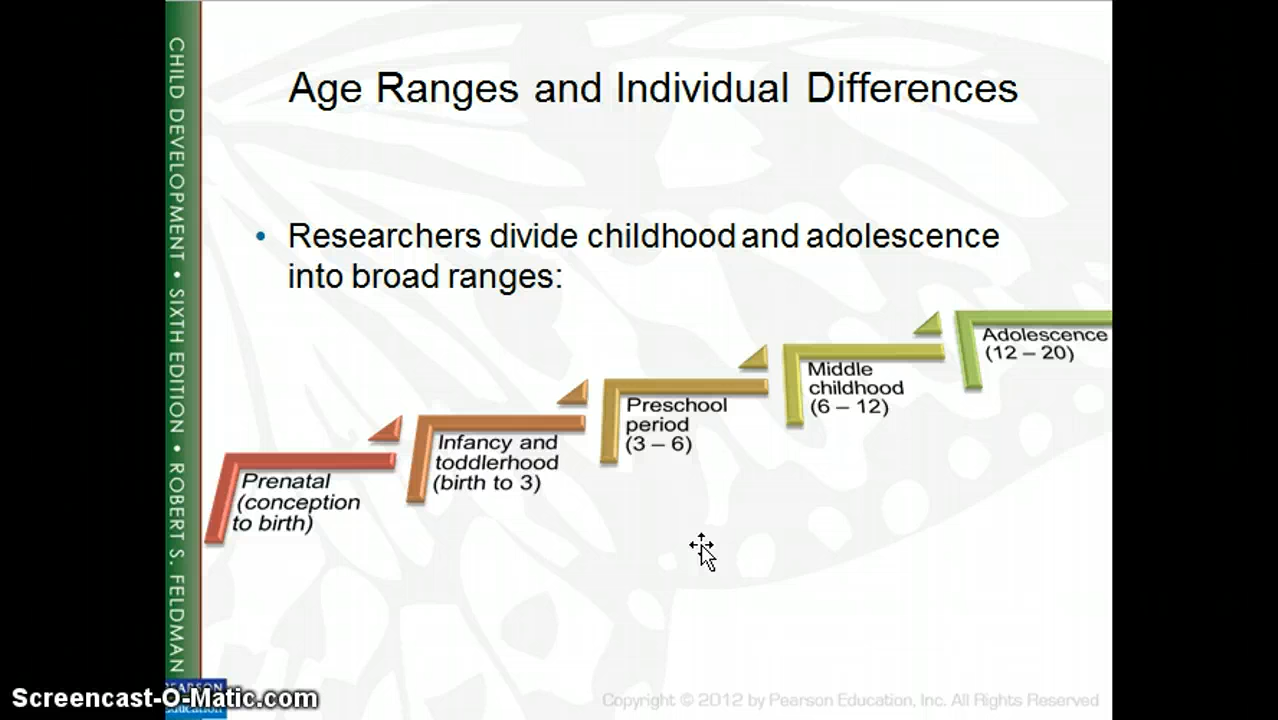 CHILD DEVELOPMENT • SIXTH EDITION • ROBERT S. FELDMAN
Age Ranges and Individual Differences
• Researchers divide childhood and adolescence
into broad ranges:
Prenatal
(conception
to birth)
Infancy and
toddlerhood
(birth to 3)
Preschool
period
(3 – 6)
Middle
childhood
(6 – 12)
Adolescence
(12 – 20)
PEARSON
Education
Screencast-O-Matic.com
Copyright © 2012 by Pearson Education, Inc. All Rights Reserved